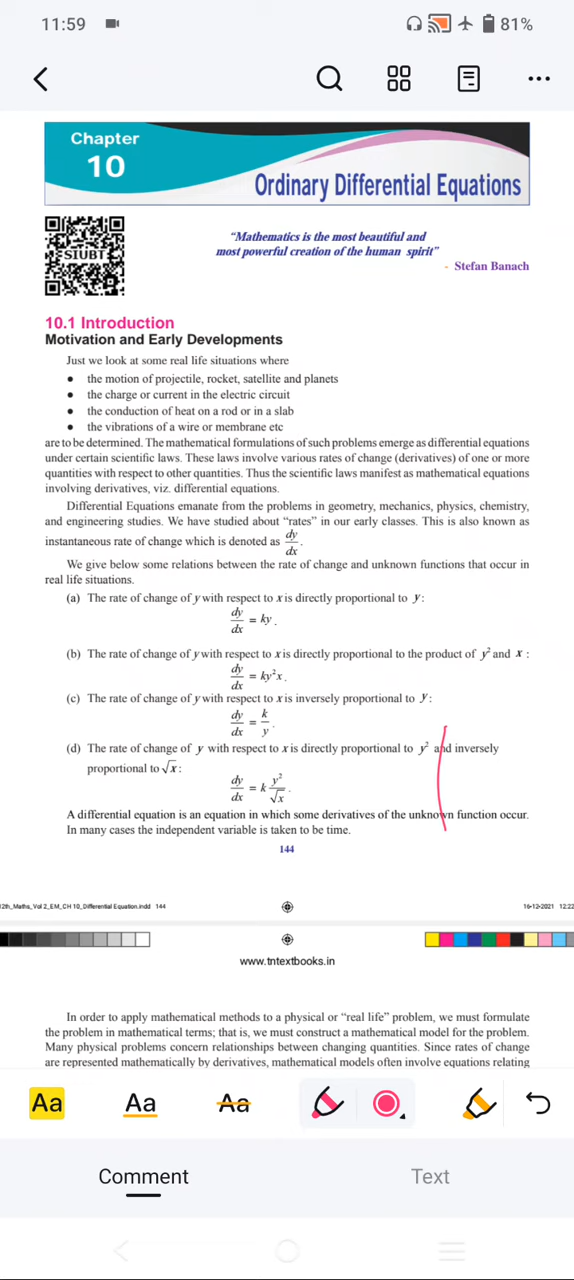 11:59
81%
Chapter
10
Ordinary Differential Equations
SIUBT
“Mathematics is the most beautiful and
most powerful creation of the human spirit”
- Stefan Banach
10.1 Introduction
Motivation and Early Developments
Just we look at some real life situations where
● the motion of projectile, rocket, satellite and planets
● the charge or current in the electric circuit
● the conduction of heat on a rod or in a slab
● the vibrations of a wire or membrane etc
are to be determined. The mathematical formulations of such problems emerge as differential equations
under certain scientific laws. These laws involve various rates of change (derivatives) of one or more
quantities with respect to other quantities. Thus the scientific laws manifest as mathematical equations
involving derivatives, viz. differential equations.
Differential Equations emanate from the problems in geometry, mechanics, physics, chemistry,
and engineering studies. We have studied about “rates” in our early classes. This is also known as
instantaneous rate of change which is denoted as dy/dx.
We give below some relations between the rate of change and unknown functions that occur in
real life situations.
(a) The rate of change of y with respect to x is directly proportional to y:
dy/dx = ky.
(b) The rate of change of y with respect to x is directly proportional to the product of y² and x :
dy/dx = ky²x.
(c) The rate of change of y with respect to x is inversely proportional to y:
dy/dx = k/y.
(d) The rate of change of y with respect to x is directly proportional to y² and inversely
proportional to √x:
dy/dx = k y²/√x.
A differential equation is an equation in which some derivatives of the unknown function occur.
In many cases the independent variable is taken to be time.
144
12th_Maths_Vol 2_EM_CH 10_Differential Equation.indd 144
16-12-2021 12:22
www.tntextbooks.in
In order to apply mathematical methods to a physical or “real life” problem, we must formulate
the problem in mathematical terms; that is, we must construct a mathematical model for the problem.
Many physical problems concern relationships between changing quantities. Since rates of change
are represented mathematically by derivatives, mathematical models often involve equations relating
Aa Aa Aa
Comment Text